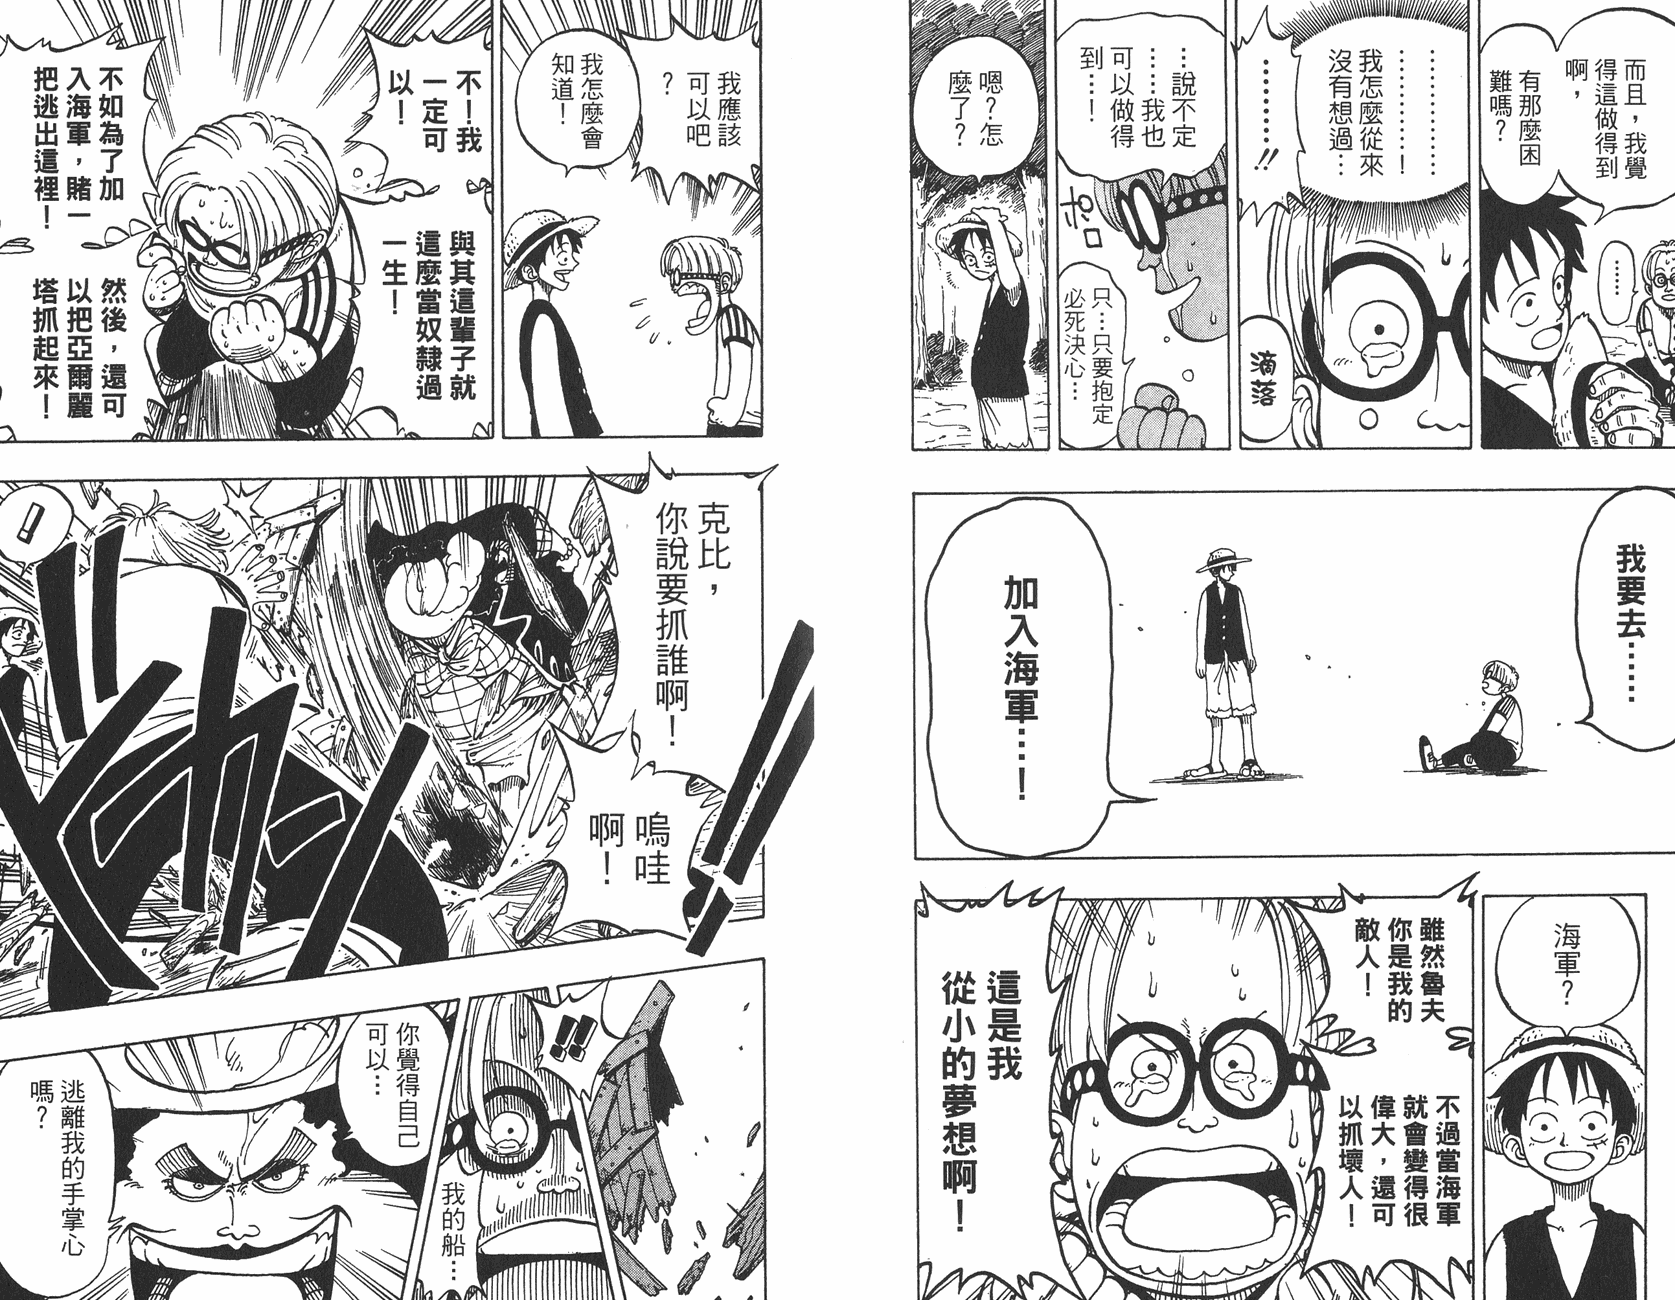 而且，我覺
得這做得到
啊，
有那麼困
難嗎？
……
…………
…………！
我怎麼從來
沒有想過…
………!!
滴落
…說不定
……我也
可以做得
到…！
只…只要抱定
必死決心…
嗯？怎
麼了？
我要去……
加入海軍…！
海軍？
雖然魯夫
你是我的
敵人！
不過當海軍
就會變得很
偉大，還可
以抓壞人！
這是我
從小的夢想啊！
我應該
可以吧
？
我怎麼會
知道！
不！我
一定可
以！
與其這輩子就
這麼當奴隸過
一生！
不如為了加
入海軍，賭一
把逃出這裡！
然後，還可
以把亞爾麗
塔抓起來！
克比，
你說要抓誰啊！
嗚哇
啊！
！
!!
我的船…
你覺得自己
可以…
逃離我的手掌心
嗎？